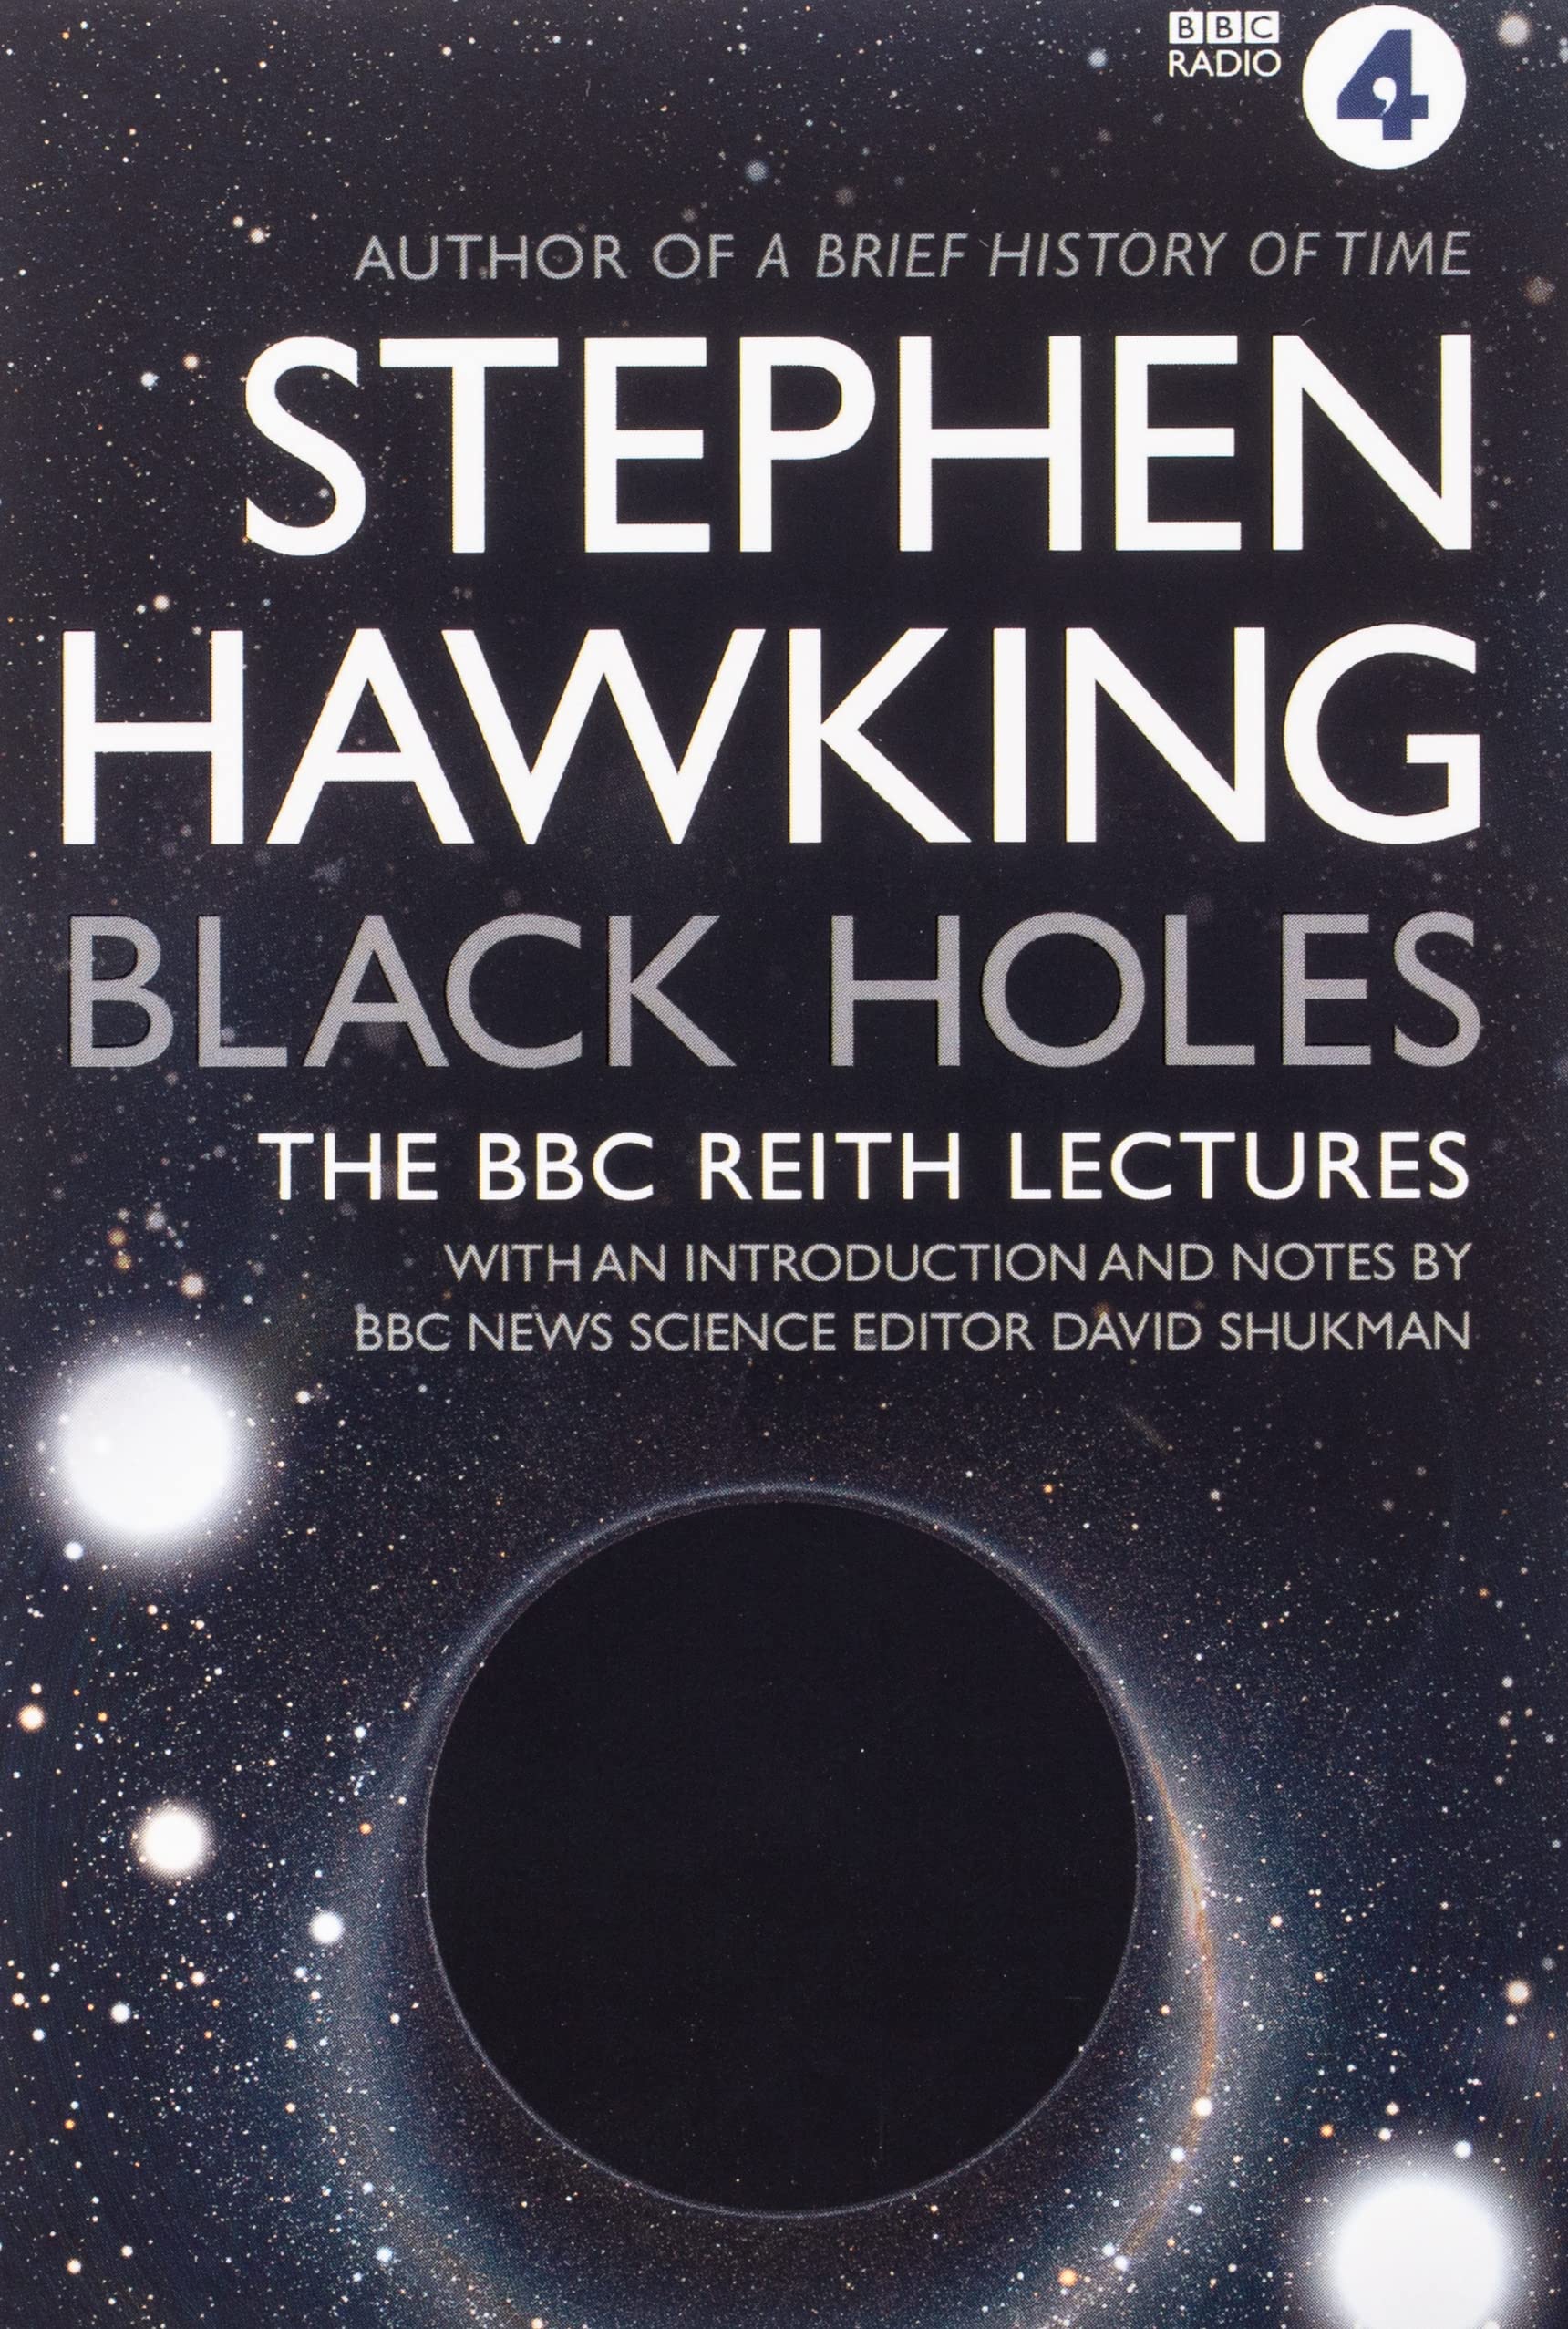 BBC
RADIO
4
AUTHOR OF A BRIEF HISTORY OF TIME
STEPHEN
HAWKING
BLACK HOLES
THE BBC REITH LECTURES
WITH AN INTRODUCTION AND NOTES BY
BBC NEWS SCIENCE EDITOR DAVID SHUKMAN